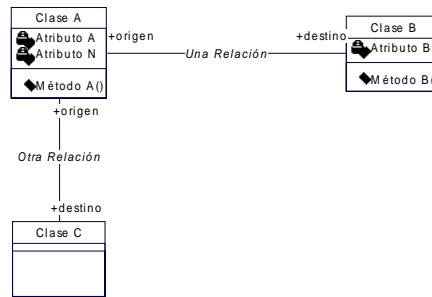 Clase A
Atributo A
Atributo N
Método A()
+origen
Una Relación
+destino
Clase B
Atributo B
Método B(
+origen
Otra Relación
+destino
Clase C